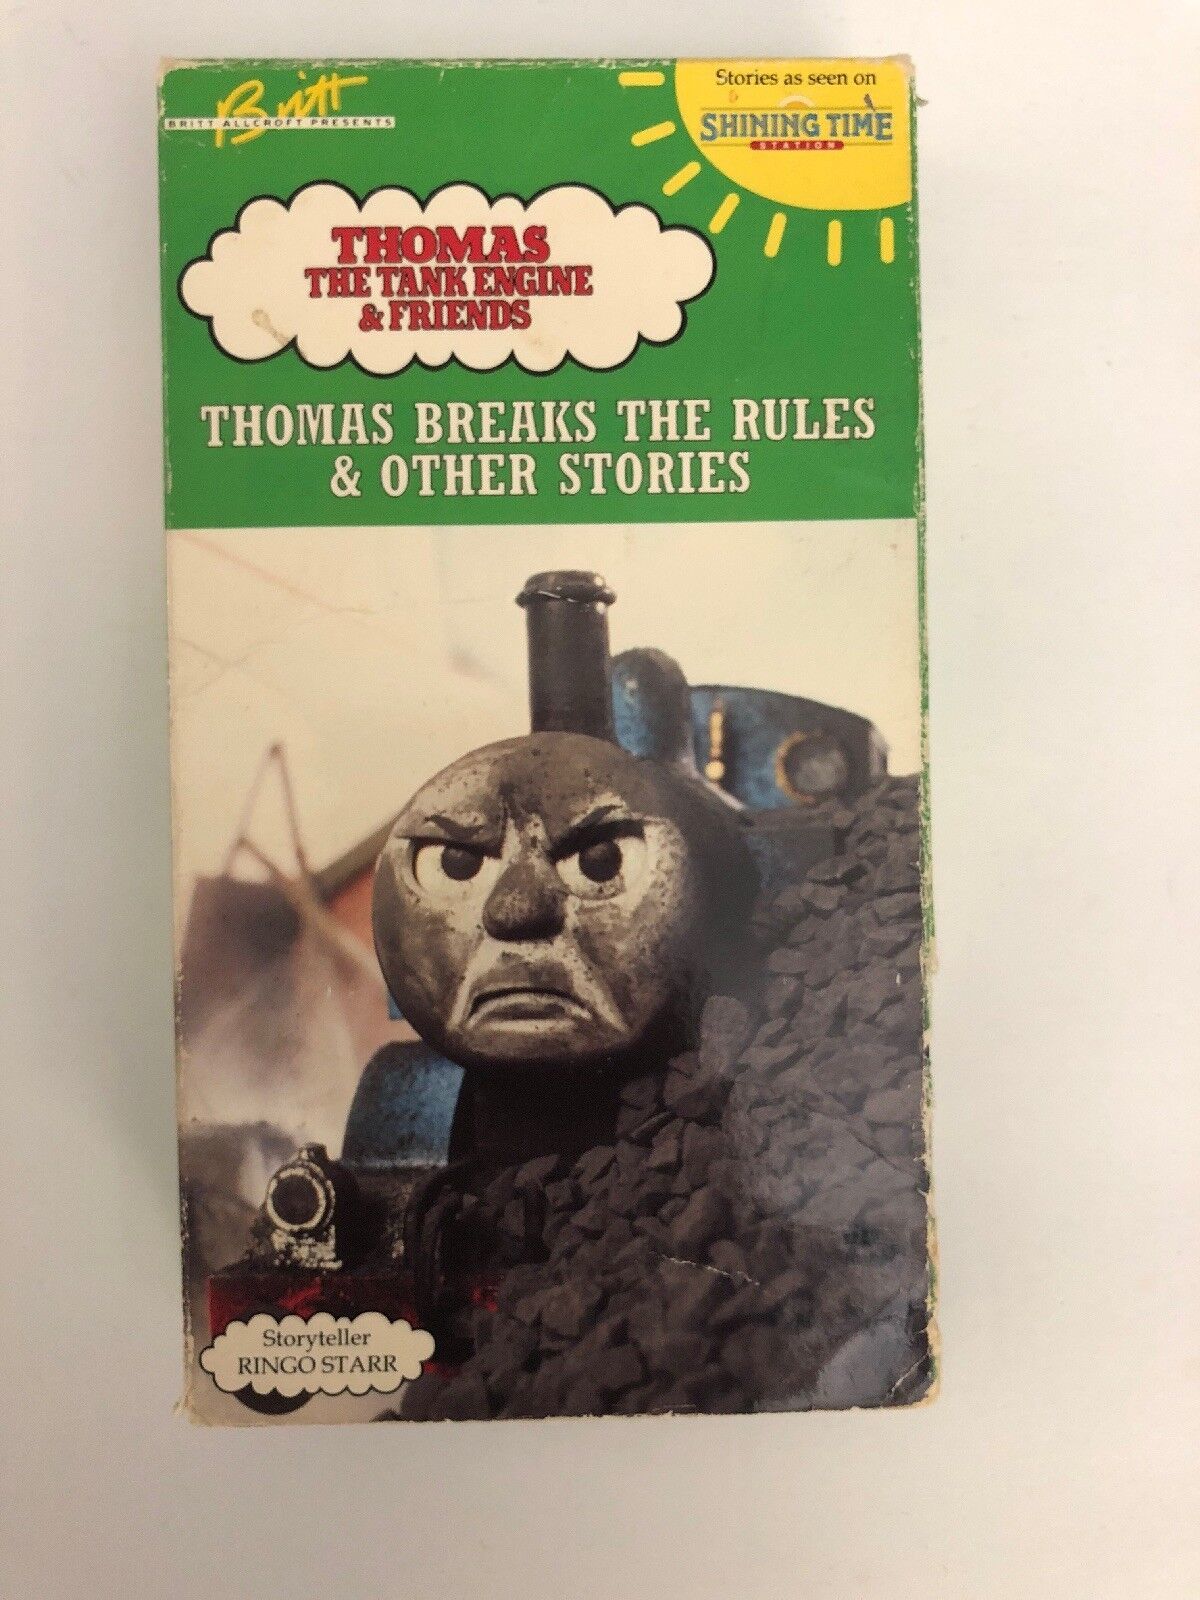 Britt
BRITT ALLCROFT PRESENTS
Stories as seen on
SHINING TIME
STATION
THOMAS
THE TANK ENGINE
& FRIENDS
THOMAS BREAKS THE RULES
& OTHER STORIES
Storyteller
RINGO STARR